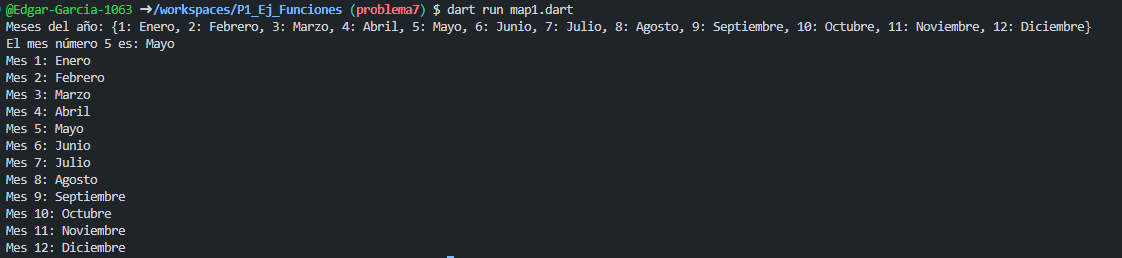 @Edgar-Garcia-1063 ➜/workspaces/P1_Ej_Funciones (problema7) $ dart run map1.dart
Meses del año: {1: Enero, 2: Febrero, 3: Marzo, 4: Abril, 5: Mayo, 6: Junio, 7: Julio, 8: Agosto, 9: Septiembre, 10: Octubre, 11: Noviembre, 12: Diciembre}
El mes número 5 es: Mayo
Mes 1: Enero
Mes 2: Febrero
Mes 3: Marzo
Mes 4: Abril
Mes 5: Mayo
Mes 6: Junio
Mes 7: Julio
Mes 8: Agosto
Mes 9: Septiembre
Mes 10: Octubre
Mes 11: Noviembre
Mes 12: Diciembre